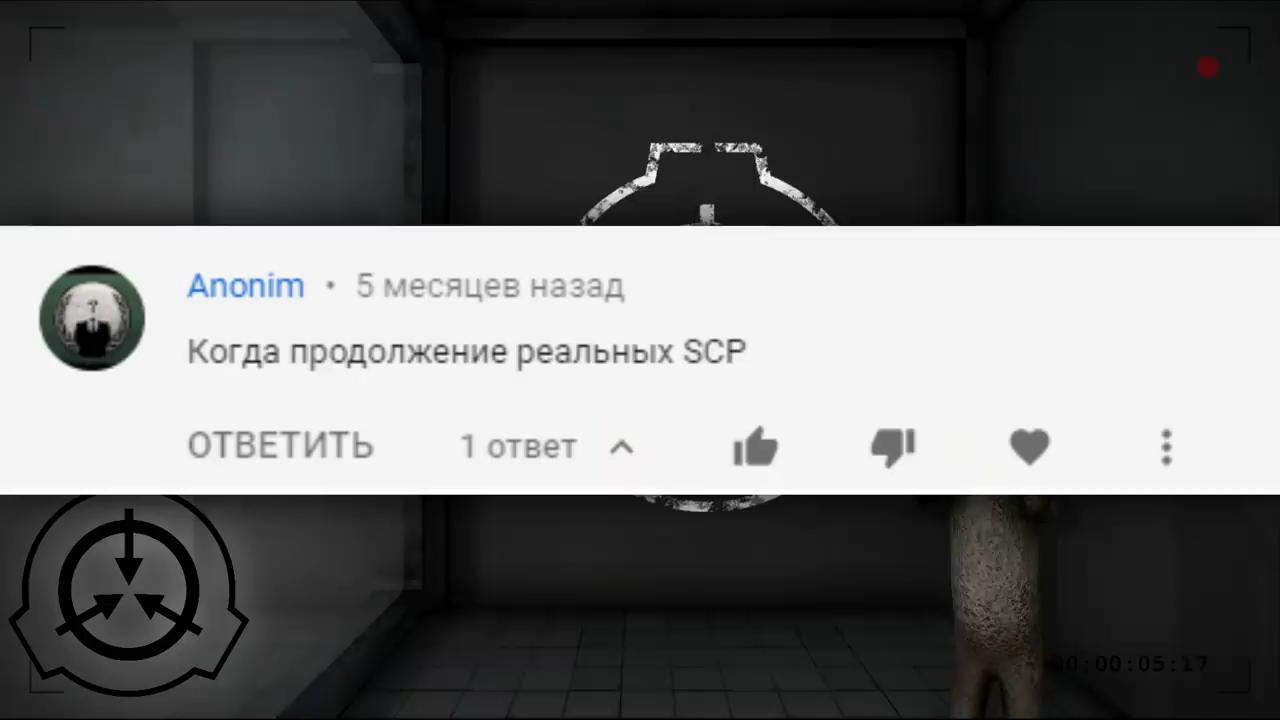 Anonim • 5 месяцев назад
Когда продолжение реальных SCP
ОТВЕТИТЬ 1 ответ
00:00:05:17